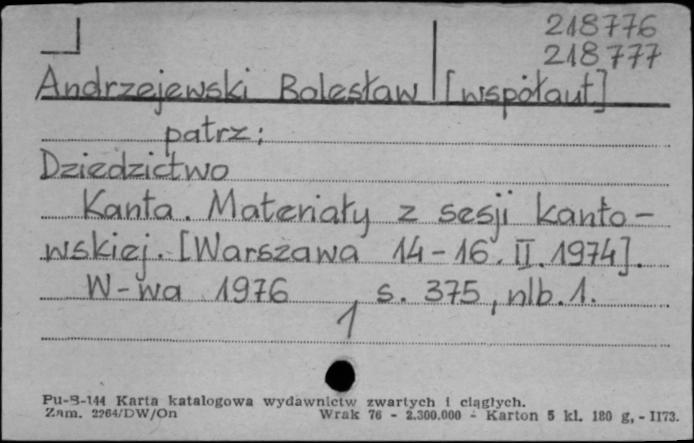 218776
218777
Andrzejewski Bolesław [współaut]
patrz:
Dziedzictwo
Kanta. Materiały z sesji kanto-
wskiej. [Warszawa 14-16. II. 1974].
W-wa 1976 s. 375, nlb. 1.
1
Pu-B-144 Karta katalogowa wydawnictw zwartych i ciągłych.
Zam. 2264/DW/On Wrak 76 - 2.300.000 - Karton 5 kl. 180 g, - II73.